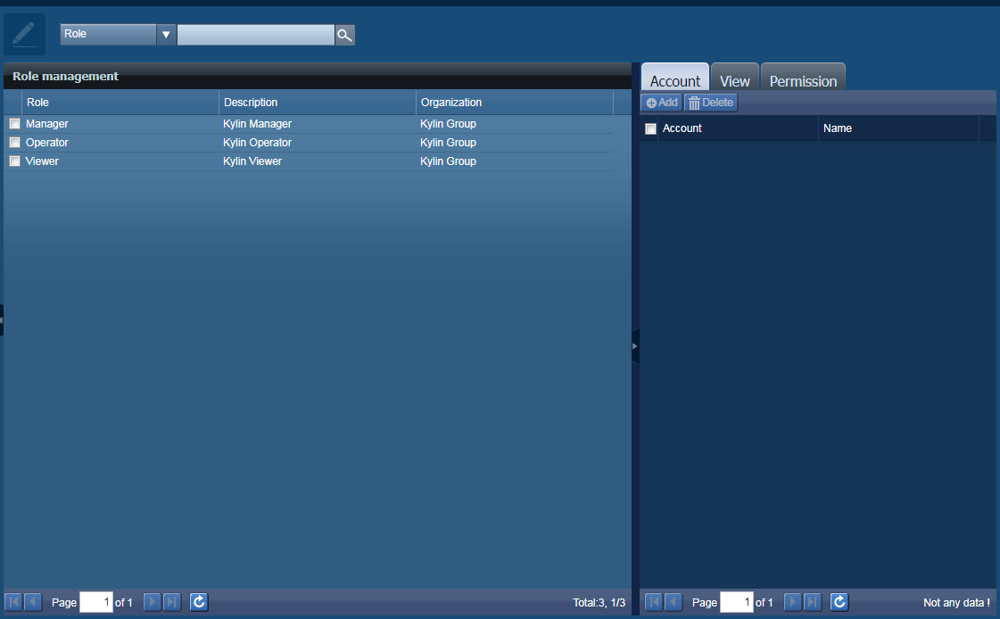 Role
Role management
Role Description Organization
Manager Kylin Manager Kylin Group
Operator Kylin Operator Kylin Group
Viewer Kylin Viewer Kylin Group
Page 1 of 1 Total:3, 1/3
Account View Permission
Add Delete
Account Name
Page 1 of 1 Not any data !